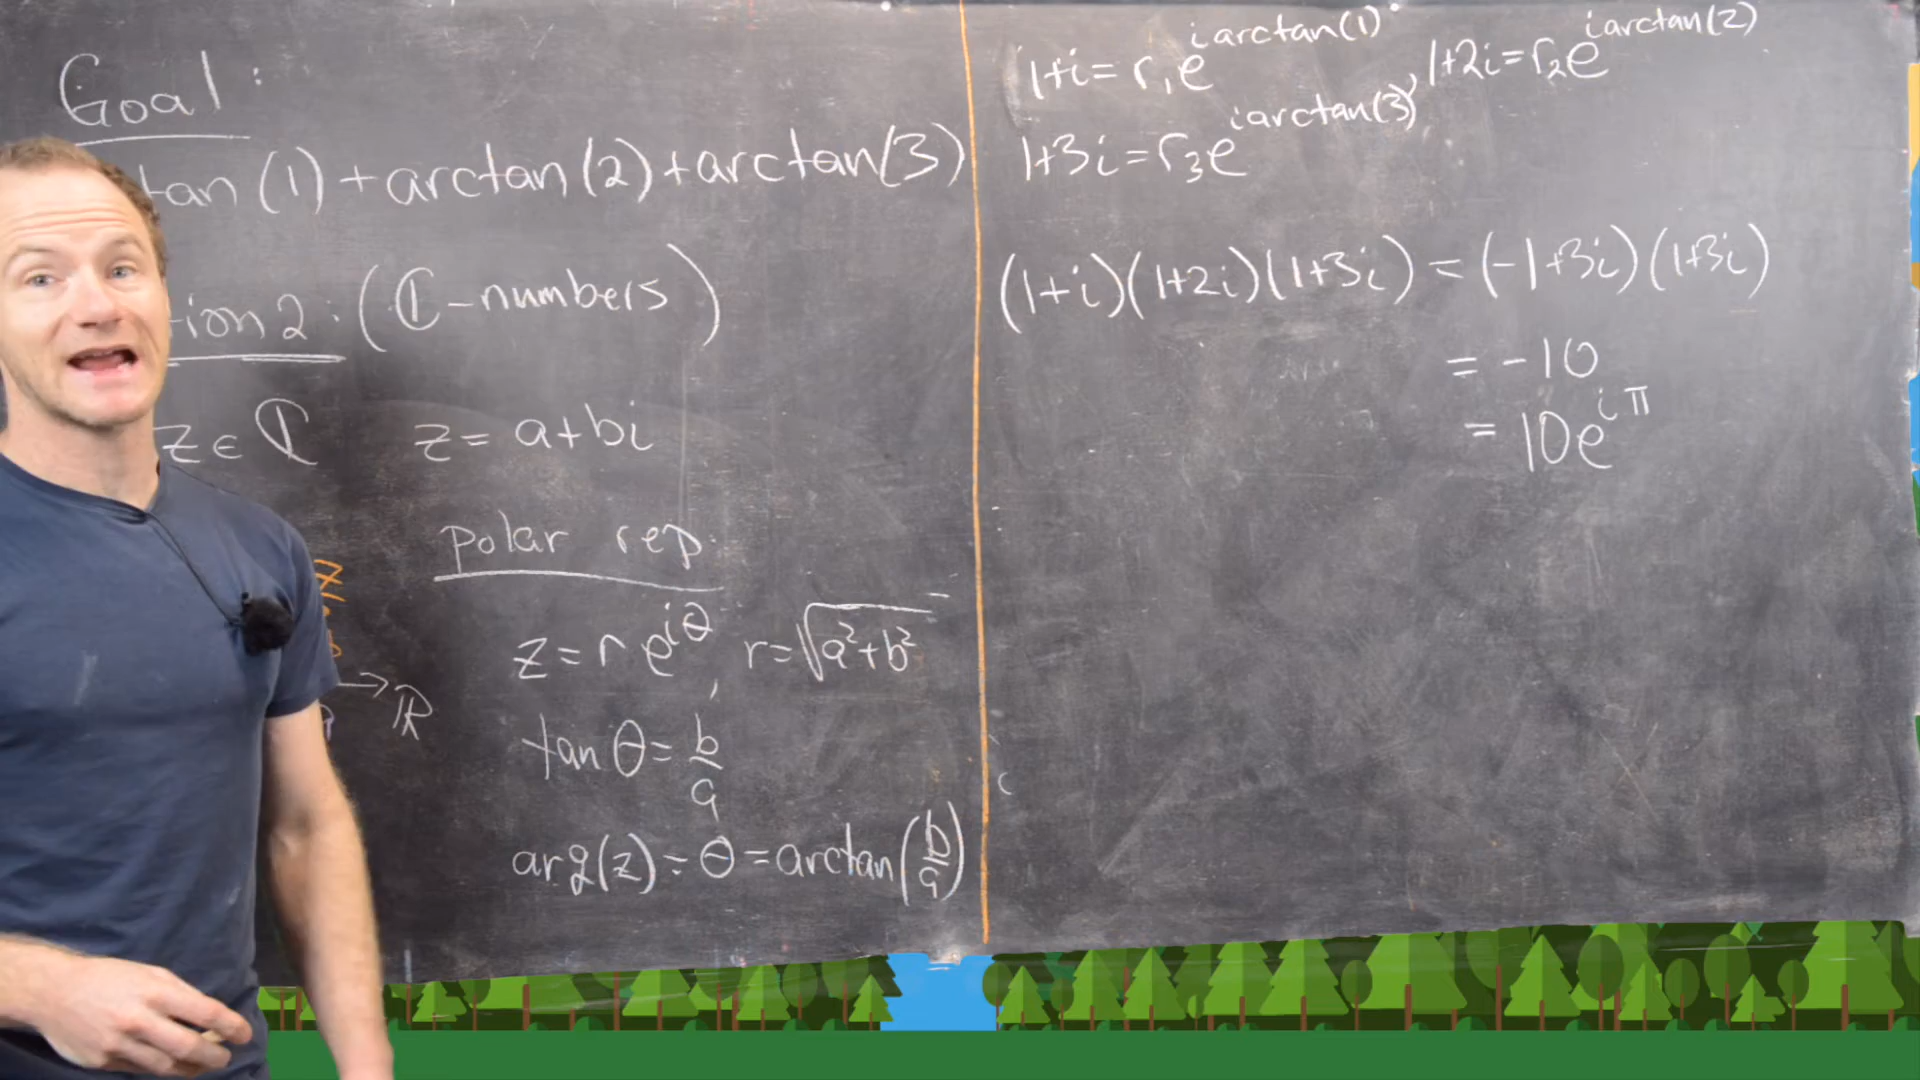 Goal:
tan(1)+arctan(2)+arctan(3)
ion 2: (ℂ-numbers)
z∈ℂ z=a+bi
polar rep.
z=re^{iθ}, r=√(a²+b²)
ℝ
tan θ= b/a
arg(z)=θ=arctan(b/a)
1+i=r₁e^{i arctan(1)}, 1+2i=r₂e^{i arctan(2)}
1+3i=r₃e^{i arctan(3)}
(1+i)(1+2i)(1+3i)=(-1+3i)(1+3i)
= -10
= 10e^{iπ}